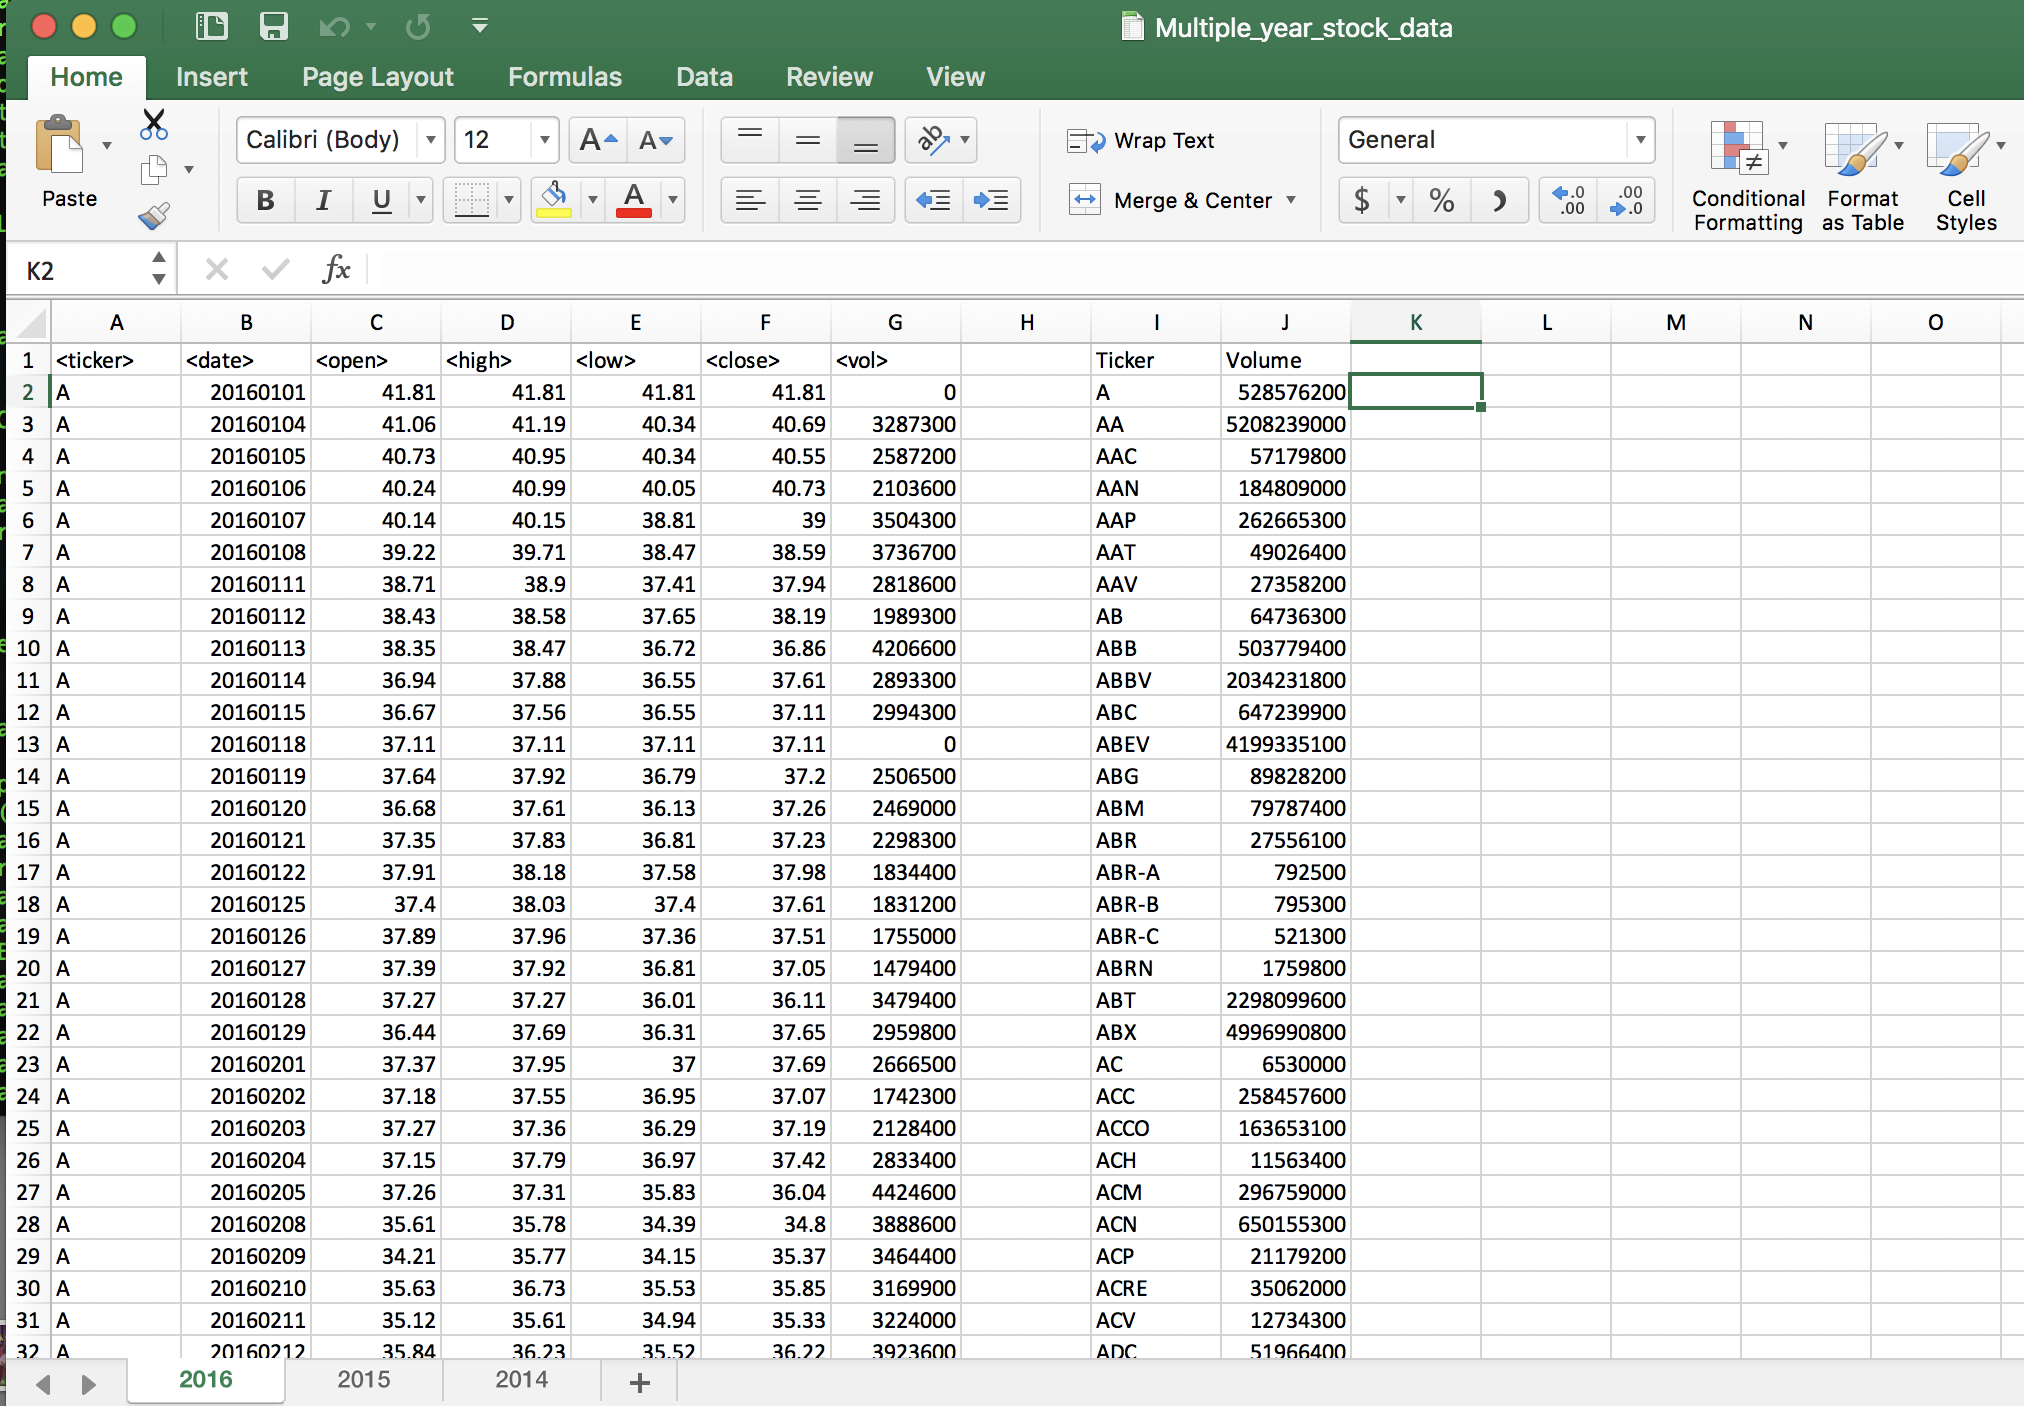 Multiple_year_stock_data
Home Insert Page Layout Formulas Data Review View
Paste
Calibri (Body) 12 A A
B I U A
ab
Wrap Text
Merge & Center
General
$ % , .0 .00 .00 .0
Conditional Formatting
Format as Table
Cell Styles
K2 fx
A B C D E F G H I J K L M N O
1 <ticker> <date> <open> <high> <low> <close> <vol> Ticker Volume
2 A 20160101 41.81 41.81 41.81 41.81 0 A 528576200
3 A 20160104 41.06 41.19 40.34 40.69 3287300 AA 5208239000
4 A 20160105 40.73 40.95 40.34 40.55 2587200 AAC 57179800
5 A 20160106 40.24 40.99 40.05 40.73 2103600 AAN 184809000
6 A 20160107 40.14 40.15 38.81 39 3504300 AAP 262665300
7 A 20160108 39.22 39.71 38.47 38.59 3736700 AAT 49026400
8 A 20160111 38.71 38.9 37.41 37.94 2818600 AAV 27358200
9 A 20160112 38.43 38.58 37.65 38.19 1989300 AB 64736300
10 A 20160113 38.35 38.47 36.72 36.86 4206600 ABB 503779400
11 A 20160114 36.94 37.88 36.55 37.61 2893300 ABBV 2034231800
12 A 20160115 36.67 37.56 36.55 37.11 2994300 ABC 647239900
13 A 20160118 37.11 37.11 37.11 37.11 0 ABEV 4199335100
14 A 20160119 37.64 37.92 36.79 37.2 2506500 ABG 89828200
15 A 20160120 36.68 37.61 36.13 37.26 2469000 ABM 79787400
16 A 20160121 37.35 37.83 36.81 37.23 2298300 ABR 27556100
17 A 20160122 37.91 38.18 37.58 37.98 1834400 ABR-A 792500
18 A 20160125 37.4 38.03 37.4 37.61 1831200 ABR-B 795300
19 A 20160126 37.89 37.96 37.36 37.51 1755000 ABR-C 521300
20 A 20160127 37.39 37.92 36.81 37.05 1479400 ABRN 1759800
21 A 20160128 37.27 37.27 36.01 36.11 3479400 ABT 2298099600
22 A 20160129 36.44 37.69 36.31 37.65 2959800 ABX 4996990800
23 A 20160201 37.37 37.95 37 37.69 2666500 AC 6530000
24 A 20160202 37.18 37.55 36.95 37.07 1742300 ACC 258457600
25 A 20160203 37.27 37.36 36.29 37.19 2128400 ACCO 163653100
26 A 20160204 37.15 37.79 36.97 37.42 2833400 ACH 11563400
27 A 20160205 37.26 37.31 35.83 36.04 4424600 ACM 296759000
28 A 20160208 35.61 35.78 34.39 34.8 3888600 ACN 650155300
29 A 20160209 34.21 35.77 34.15 35.37 3464400 ACP 21179200
30 A 20160210 35.63 36.73 35.53 35.85 3169900 ACRE 35062000
31 A 20160211 35.12 35.61 34.94 35.33 3224000 ACV 12734300
32 A 20160212 35.84 36.23 35.52 36.22 3923600 ADC 51966400
2016 2015 2014 +